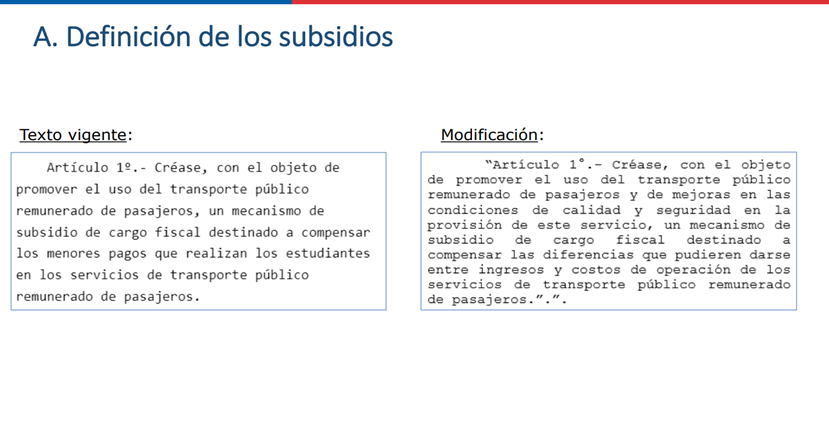 A. Definición de los subsidios
Texto vigente:
Artículo 1º.- Créase, con el objeto de
promover el uso del transporte público
remunerado de pasajeros, un mecanismo de
subsidio de cargo fiscal destinado a compensar
los menores pagos que realizan los estudiantes
en los servicios de transporte público
remunerado de pasajeros.
Modificación:
“Artículo 1°.- Créase, con el objeto
de promover el uso del transporte público
remunerado de pasajeros y de mejoras en las
condiciones de calidad y seguridad en la
provisión de este servicio, un mecanismo de
subsidio de cargo fiscal destinado a
compensar las diferencias que pudieren darse
entre ingresos y costos de operación de los
servicios de transporte público remunerado
de pasajeros.”.”.